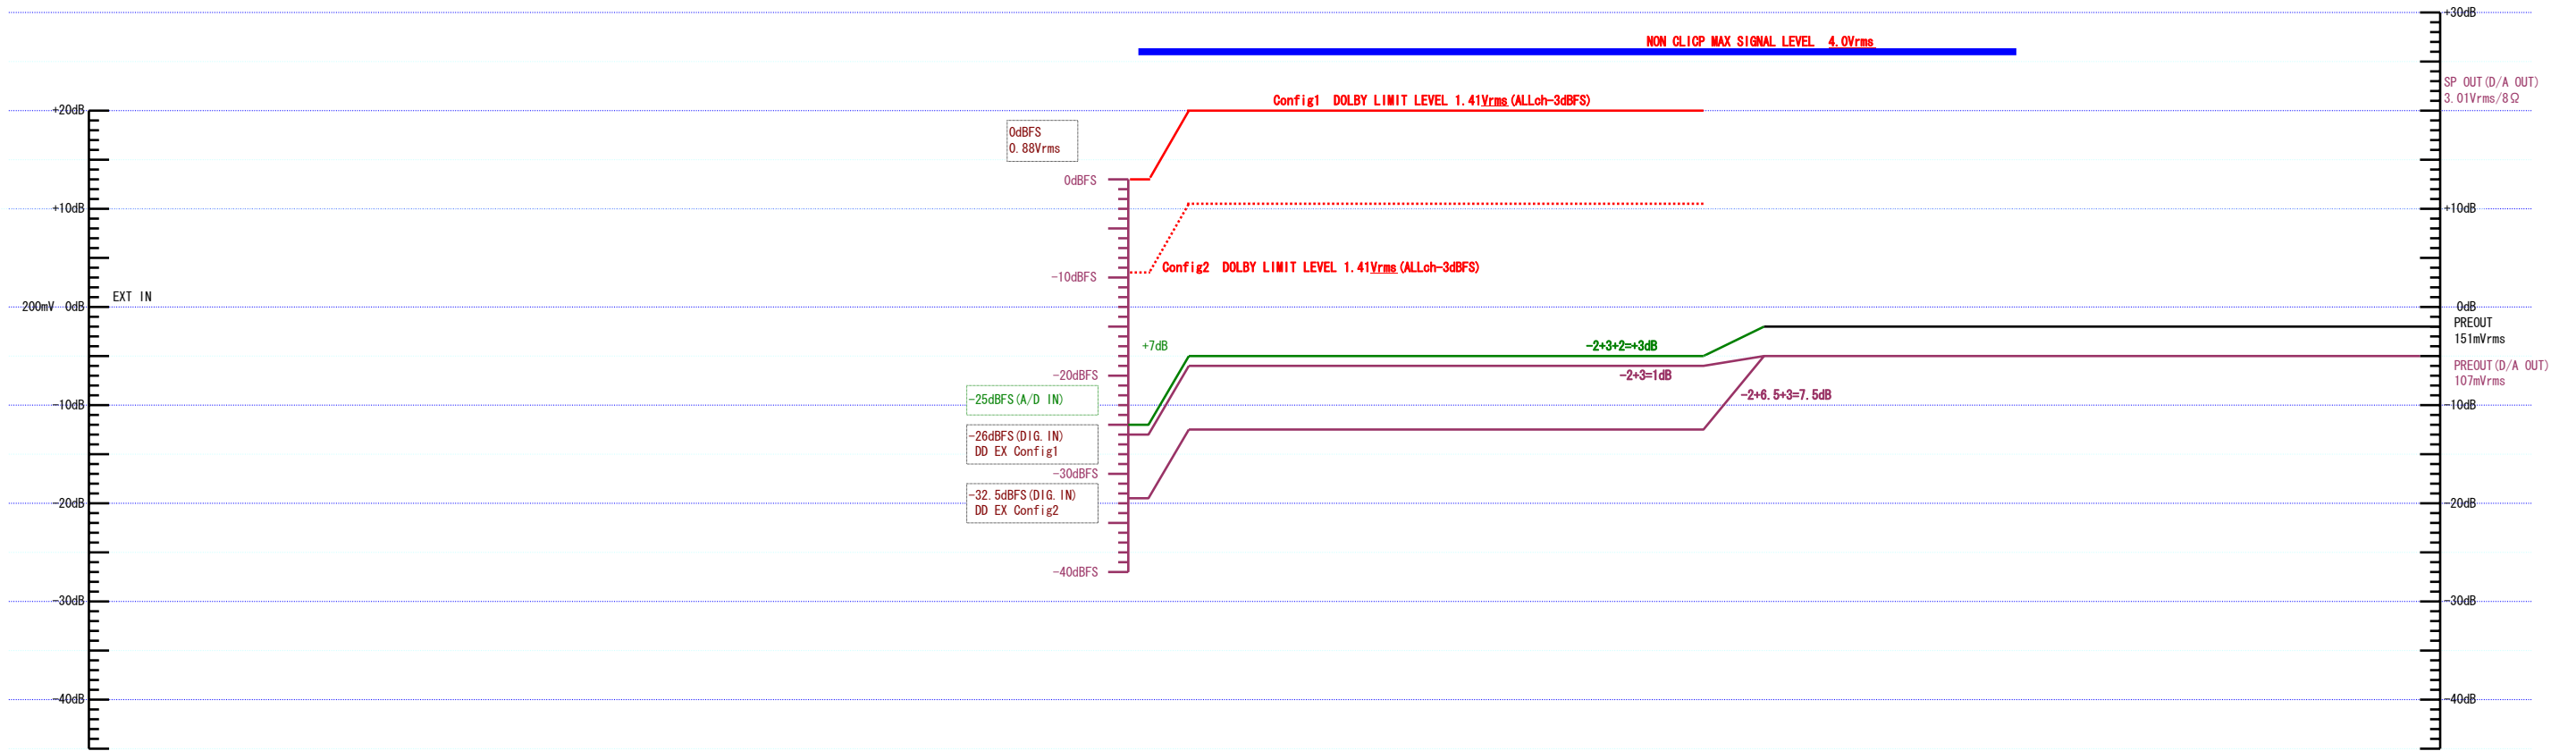 +30dB
NON CLICP MAX SIGNAL LEVEL  4.0Vrms
SP OUT(D/A OUT)
3.01Vrms/8Ω
+20dB
Config1  DOLBY LIMIT LEVEL 1.41Vrms(ALLch-3dBFS)
0dBFS
0.88Vrms
0dBFS
+10dB
+10dB
Config2  DOLBY LIMIT LEVEL 1.41Vrms(ALLch-3dBFS)
-10dBFS
EXT IN
200mV  0dB
0dB
PREOUT
151mVrms
+7dB
-2+3+2=+3dB
-20dBFS
-2+3=1dB
PREOUT(D/A OUT)
107mVrms
-25dBFS(A/D IN)
-2+6.5+3=7.5dB
-10dB
-10dB
-26dBFS(DIG.IN)
DD EX Config1
-30dBFS
-32.5dBFS(DIG.IN)
DD EX Config2
-20dB
-20dB
-40dBFS
-30dB
-30dB
-40dB
-40dB